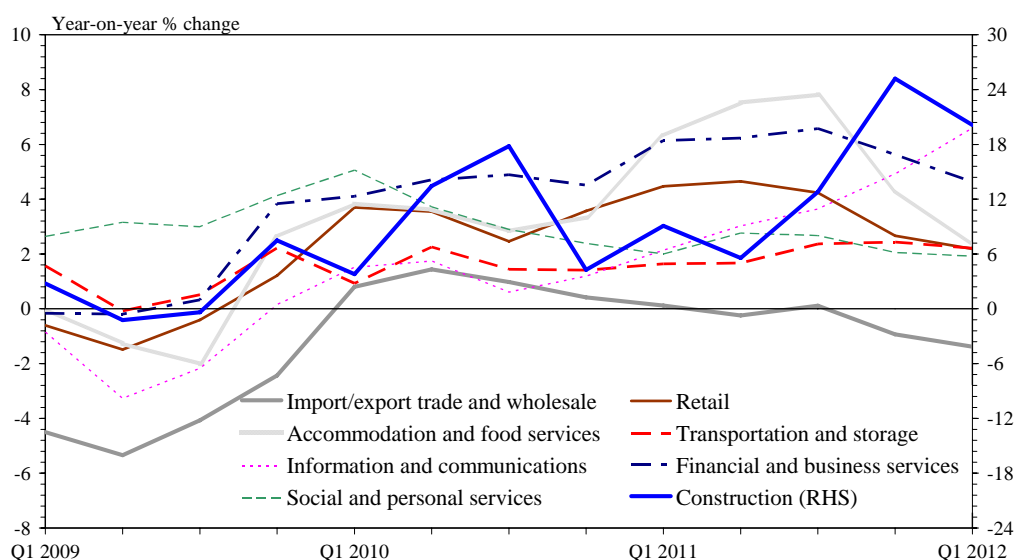 Year-on-year % change
10
8
6
4
2
0
-2
-4
-6
-8
30
24
18
12
6
0
-6
-12
-18
-24
Import/export trade and wholesale
Retail
Accommodation and food services
Transportation and storage
Information and communications
Financial and business services
Social and personal services
Construction (RHS)
Q1 2009
Q1 2010
Q1 2011
Q1 2012